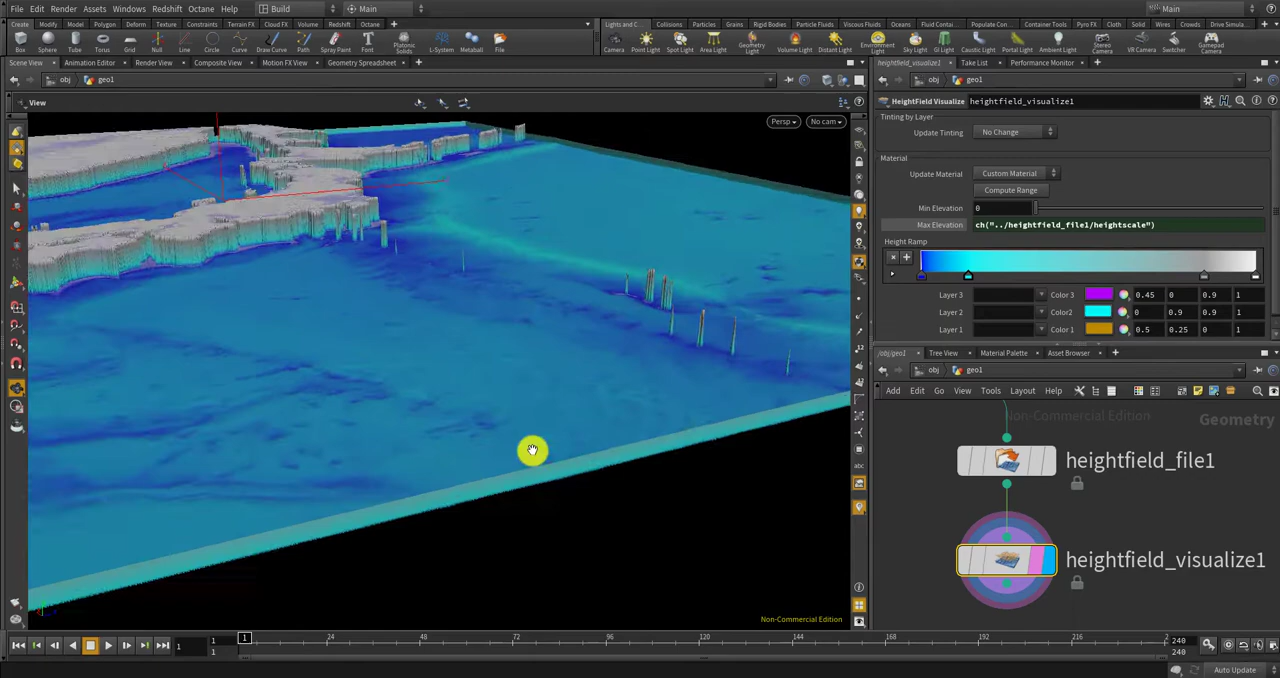 File Edit Render Assets Windows Redshift Octane Help Build Main Main
Create Modify Model Polygon Deform Texture Constraints Terrain FX Cloud FX Volume Redshift Octane
Box Sphere Tube Torus Grid Null Line Circle Curve Draw Curve Path Spray Paint Font Platonic Solids L-System Metaball File
Lights and C... Collisions Particles Grains Rigid Bodies Particle Fluids Viscous Fluids Oceans Fluid Contai... Populate Con... Container Tools Pyro FX Cloth Solid Wires Crowds Drive Simula...
Camera Point Light Spot Light Area Light Geometry Light Volume Light Distant Light Environment Light Sky Light GI Light Caustic Light Portal Light Ambient Light Stereo Camera VR Camera Switcher Gamepad Camera
Scene View Animation Editor Render View Composite View Motion FX View Geometry Spreadsheet
obj geo1
View
Persp No cam
Non-Commercial Edition
heightfield_visualize1 Take List Performance Monitor
obj geo1
HeightField Visualize heightfield_visualize1
Tinting by Layer
Update Tinting No Change
Material
Update Material Custom Material
Compute Range
Min Elevation 0
Max Elevation ch("../heightfield_file1/heightscale")
Height Ramp
Layer 3 Color 3 0.45 0 0.9 1
Layer 2 Color2 0 0.9 0.9 1
Layer 1 Color 1 0.5 0.25 0 1
/obj/geo1 Tree View Material Palette Asset Browser
obj geo1
Add Edit Go View Tools Layout Help
Non-Commercial Edition Geometry
heightfield_file1
heightfield_visualize1
abc
1 1 1 1 24 48 72 96 120 144 168 192 216 2 240 240
Auto Update